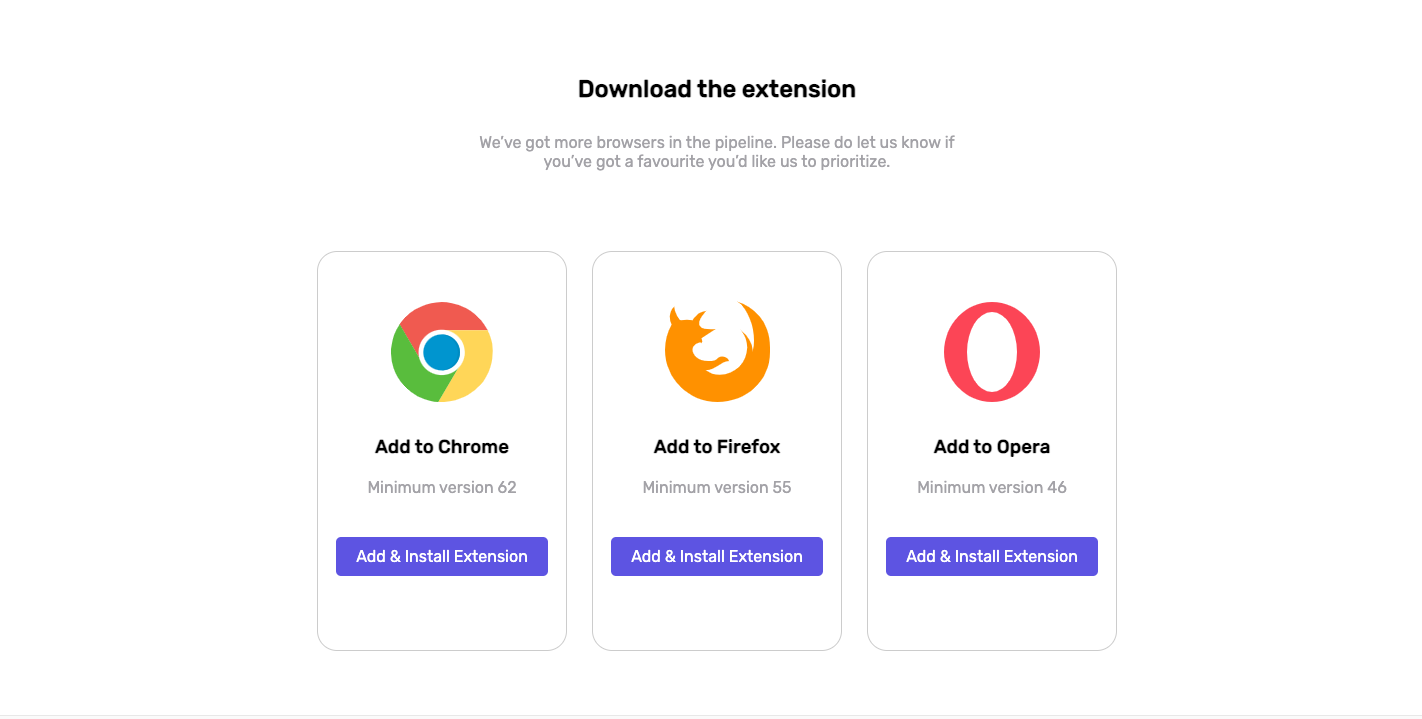 Download the extension
We’ve got more browsers in the pipeline. Please do let us know if
you’ve got a favourite you’d like us to prioritize.
Add to Chrome
Minimum version 62
Add & Install Extension
Add to Firefox
Minimum version 55
Add & Install Extension
Add to Opera
Minimum version 46
Add & Install Extension